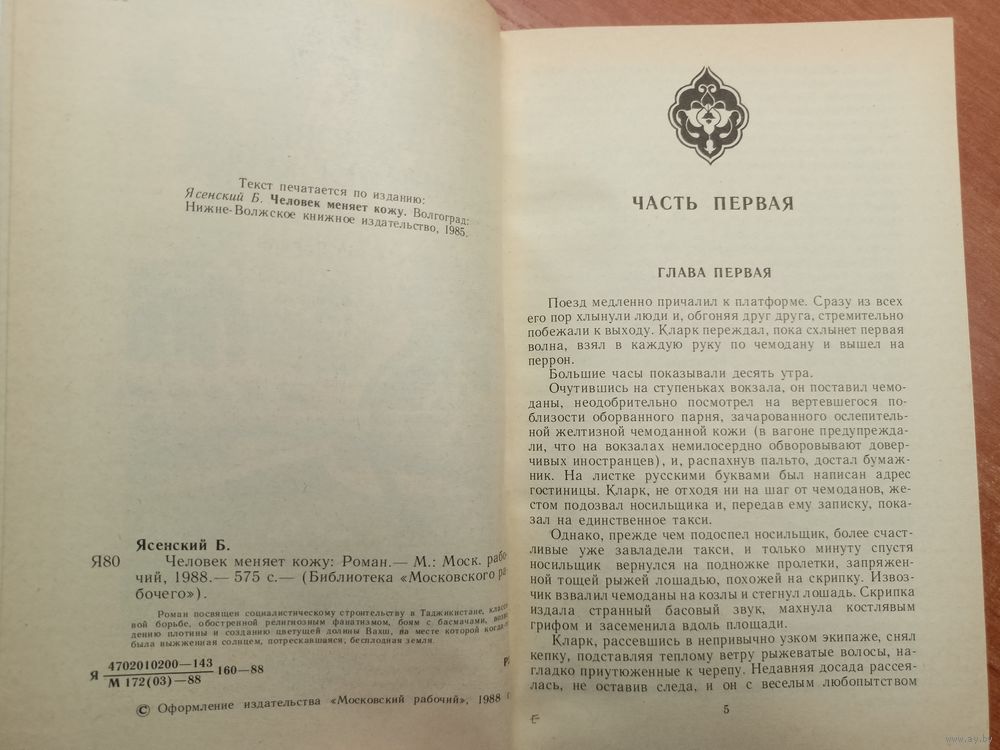 Текст печатается по изданию:
Ясенский Б. Человек меняет кожу. Волгоград:
Нижне-Волжское книжное издательство, 1985.
Ясенский Б.
Я80 Человек меняет кожу: Роман.— М.: Моск. рабо-
чий, 1988.— 575 с.— (Библиотека «Московского ра-
бочего»).
Роман посвящен социалистическому строительству в Таджикистане,
вой борьбе, обостренной религиозным фанатизмом, боям с басмачами,
дению плотины и созданию цветущей долины Вахш, на месте которой
была выжженная солнцем, потрескавшаяся, бесплодная земля.
Я 4702010200—143
М 172(03)—88
160—88
© Оформление издательства «Московский рабочий», 1988
ЧАСТЬ ПЕРВАЯ
ГЛАВА ПЕРВАЯ
Поезд медленно причалил к платформе. Сразу из всех
его пор хлынули люди и, обгоняя друг друга, стремительно
побежали к выходу. Кларк переждал, пока схлынет первая
волна, взял в каждую руку по чемодану и вышел на
перрон.
Большие часы показывали десять утра.
Очутившись на ступеньках вокзала, он поставил чемо-
даны, неодобрительно посмотрел на вертевшегося по-
близости оборванного парня, зачарованного ослепитель-
ной желтизной чемоданной кожи (в вагоне предупрежда-
ли, что на вокзалах немилосердно обворовывают довер-
чивых иностранцев), и, распахнув пальто, достал бумаж-
ник. На листке русскими буквами был написан адрес
гостиницы. Кларк, не отходя ни на шаг от чемоданов, же-
стом подозвал носильщика и, передав ему записку, пока-
зал на единственное такси.
Однако, прежде чем подоспел носильщик, более счаст-
ливые уже завладели такси, и только минуту спустя
носильщик вернулся на подножке пролетки, запряжен-
ной тощей рыжей лошадью, похожей на скрипку. Извоз-
чик взвалил чемоданы на козлы и стегнул лошадь. Скрипка
издала странный басовый звук, махнула костлявым
грифом и засеменила вдоль площади.
Кларк, рассевшись в непривычно узком экипаже, снял
кепку, подставляя теплому ветру рыжеватые волосы, на-
гладко приутюженные к черепу. Недавняя досада рассея-
лась, не оставив следа, и он с веселым любопытством
5
www.ay.by